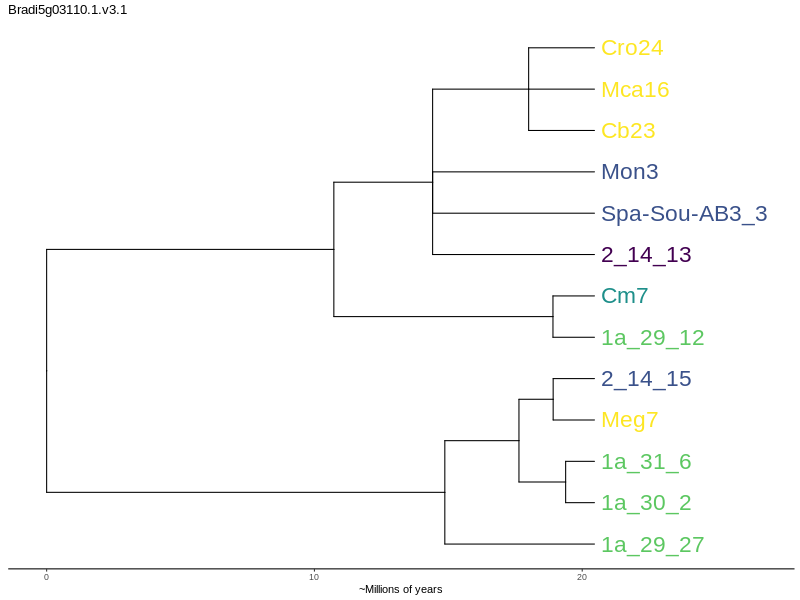 Bradi5g03110.1.v3.1
Cro24
Mca16
Cb23
Mon3
Spa-Sou-AB3_3
2_14_13
Cm7
1a_29_12
2_14_15
Meg7
1a_31_6
1a_30_2
1a_29_27
0 10 20
~Millions of years